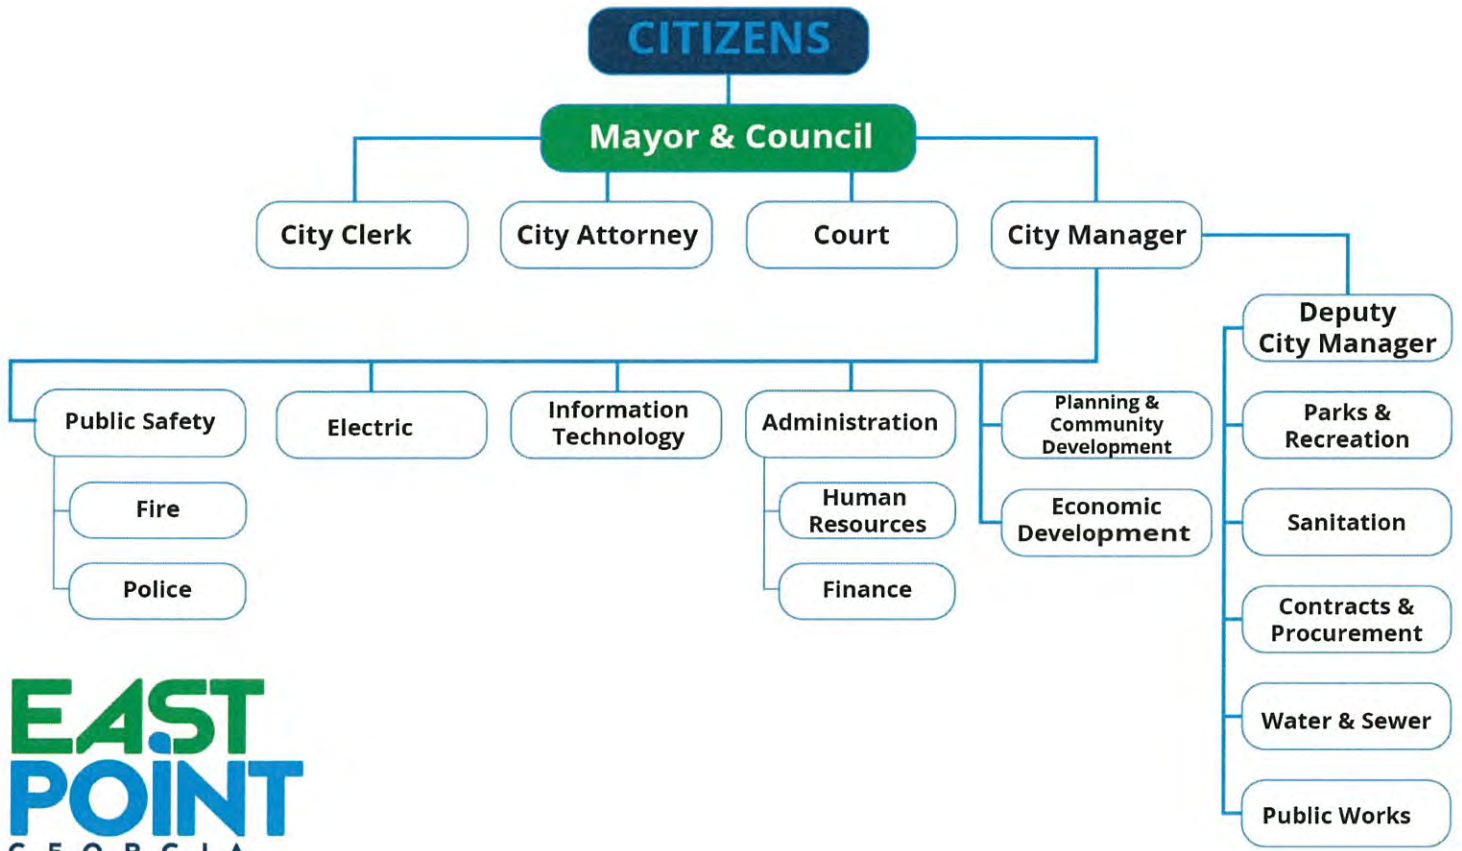 CITIZENS
Mayor & Council
City Clerk
City Attorney
Court
City Manager
Deputy
City Manager
Public Safety
Electric
Information
Technology
Administration
Planning &
Community
Development
Parks &
Recreation
Fire
Human
Resources
Economic
Development
Sanitation
Police
Finance
Contracts &
Procurement
Water & Sewer
Public Works
EAST
POINT
GEORGIA